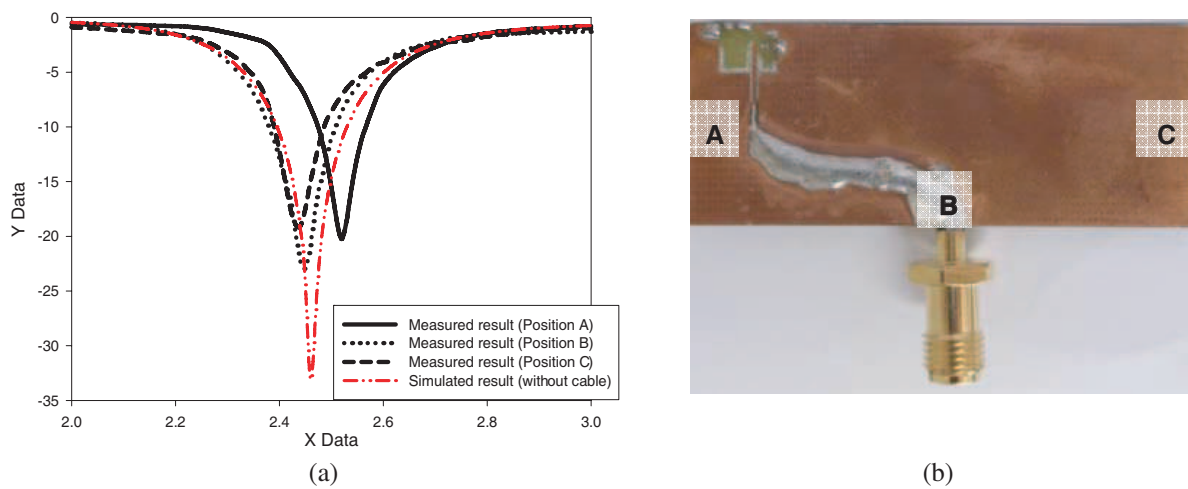 0
-5
-10
-15
-20
-25
-30
-35
Y Data
2.0 2.2 2.4 2.6 2.8 3.0
X Data
Measured result (Position A)
Measured result (Position B)
Measured result (Position C)
Simulated result (without cable)
(a)
A
B
C
(b)